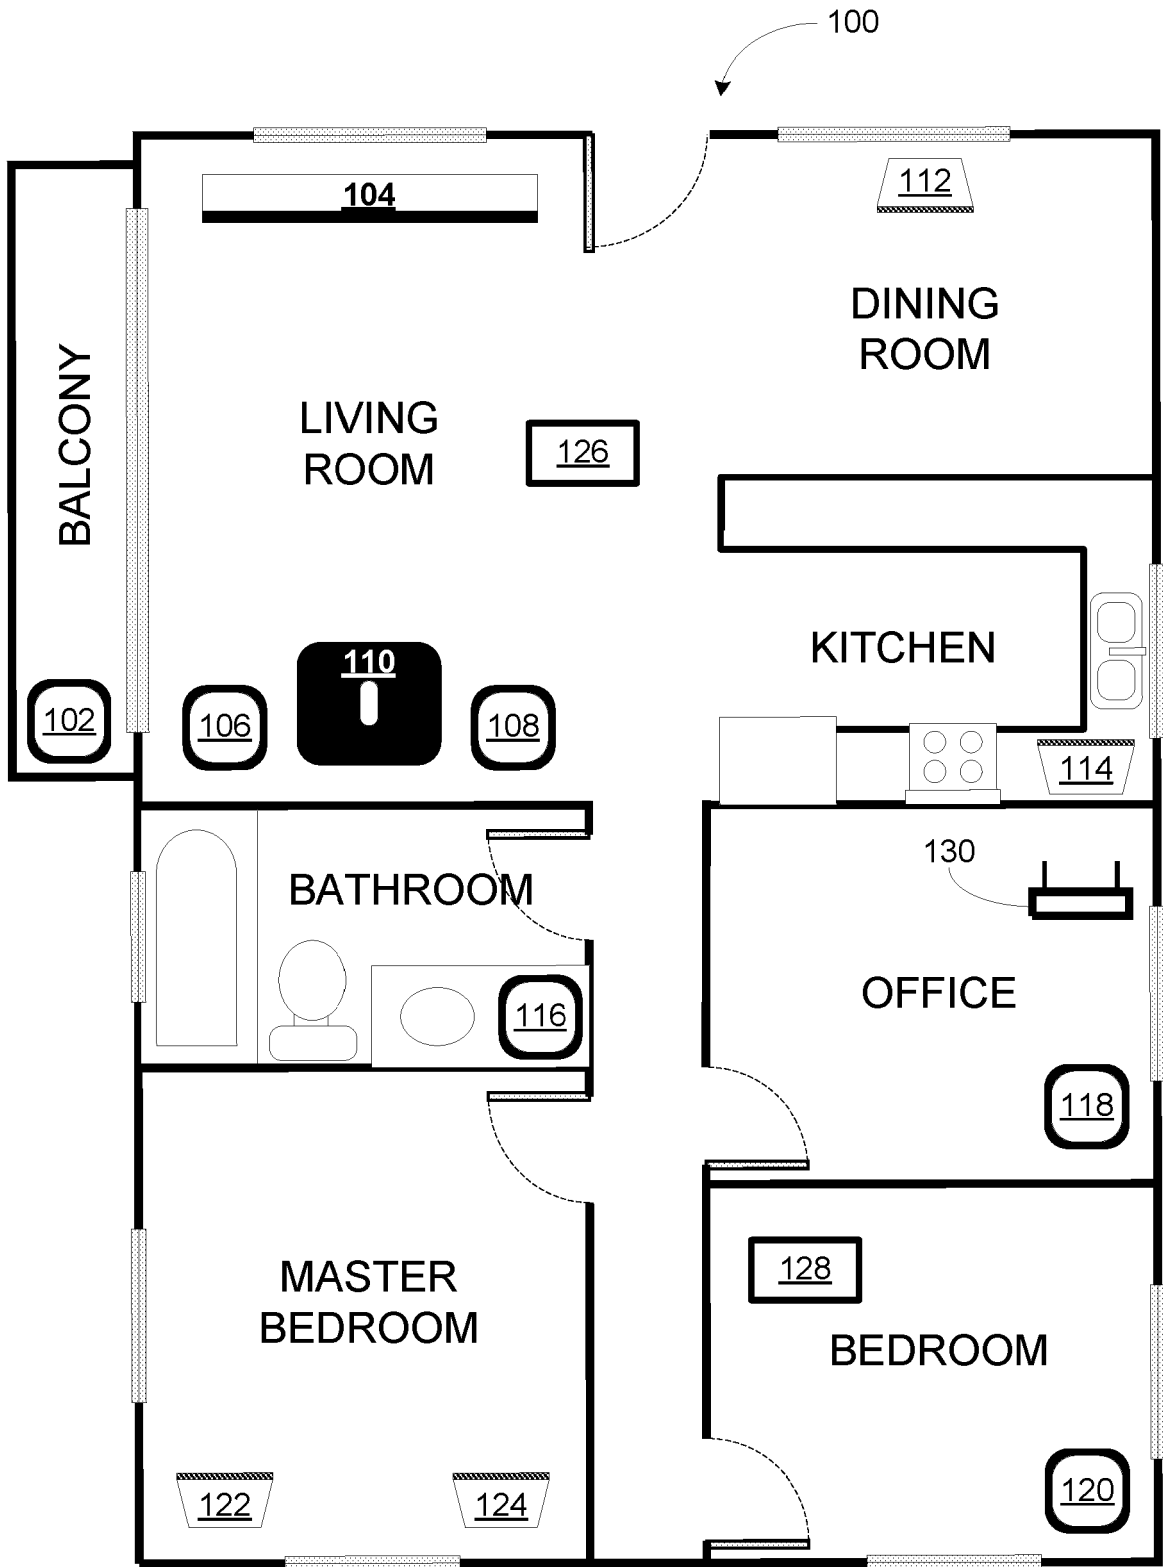 100
104
112
DINING
ROOM
BALCONY
LIVING
ROOM
126
KITCHEN
110
102
106
108
114
130
BATHROOM
OFFICE
116
118
MASTER
BEDROOM
128
BEDROOM
122
124
120